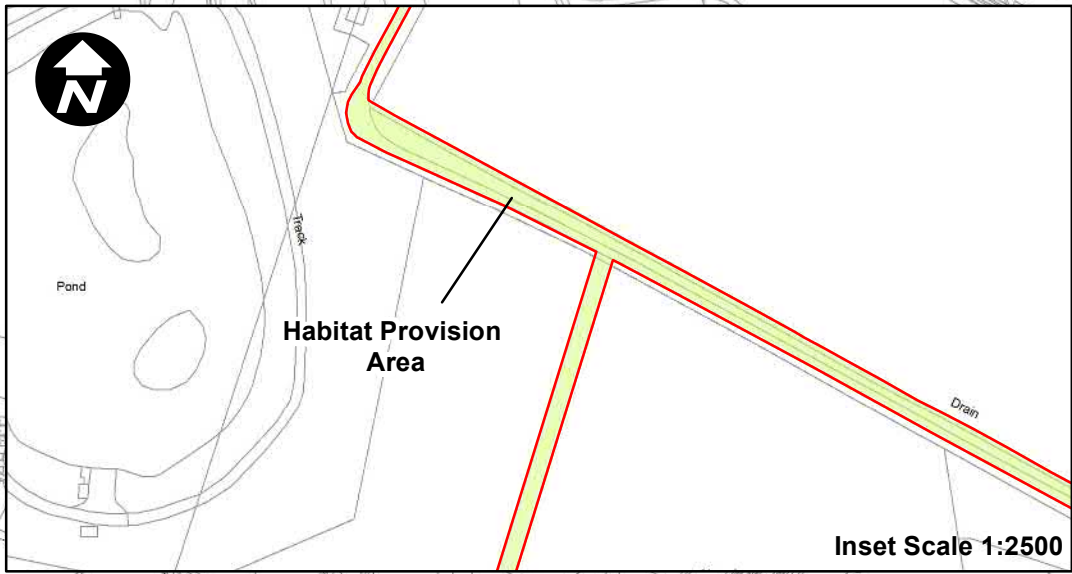 N
Track
Pond
Habitat Provision
Area
Drain
Inset Scale 1:2500